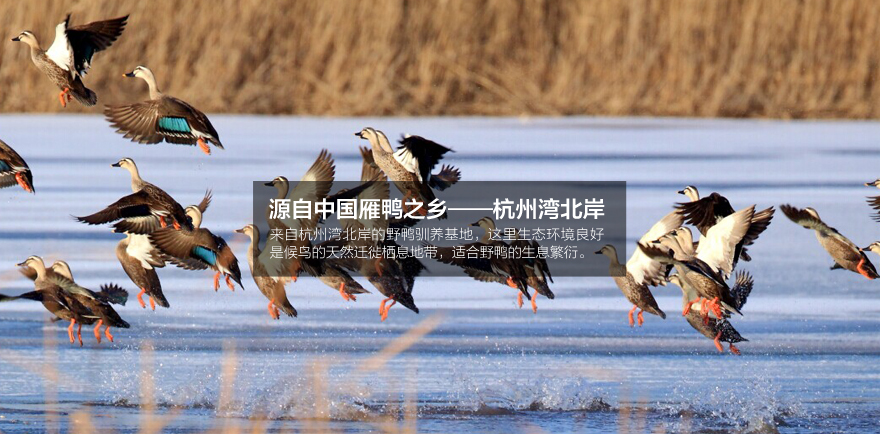 源自中国雁鸭之乡——杭州湾北岸
来自杭州湾北岸的野鸭驯养基地，这里生态环境良好
是候鸟的天然迁徙栖息地带，适合野鸭的生息繁衍。